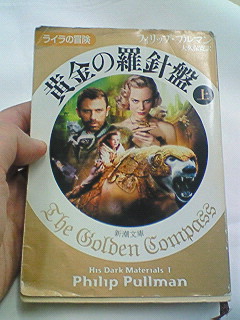 ライラの冒険
フィリップ・プルマン
黄金の羅針盤
上
新潮文庫
The Golden Compass
His Dark Materials 1
Philip Pullman